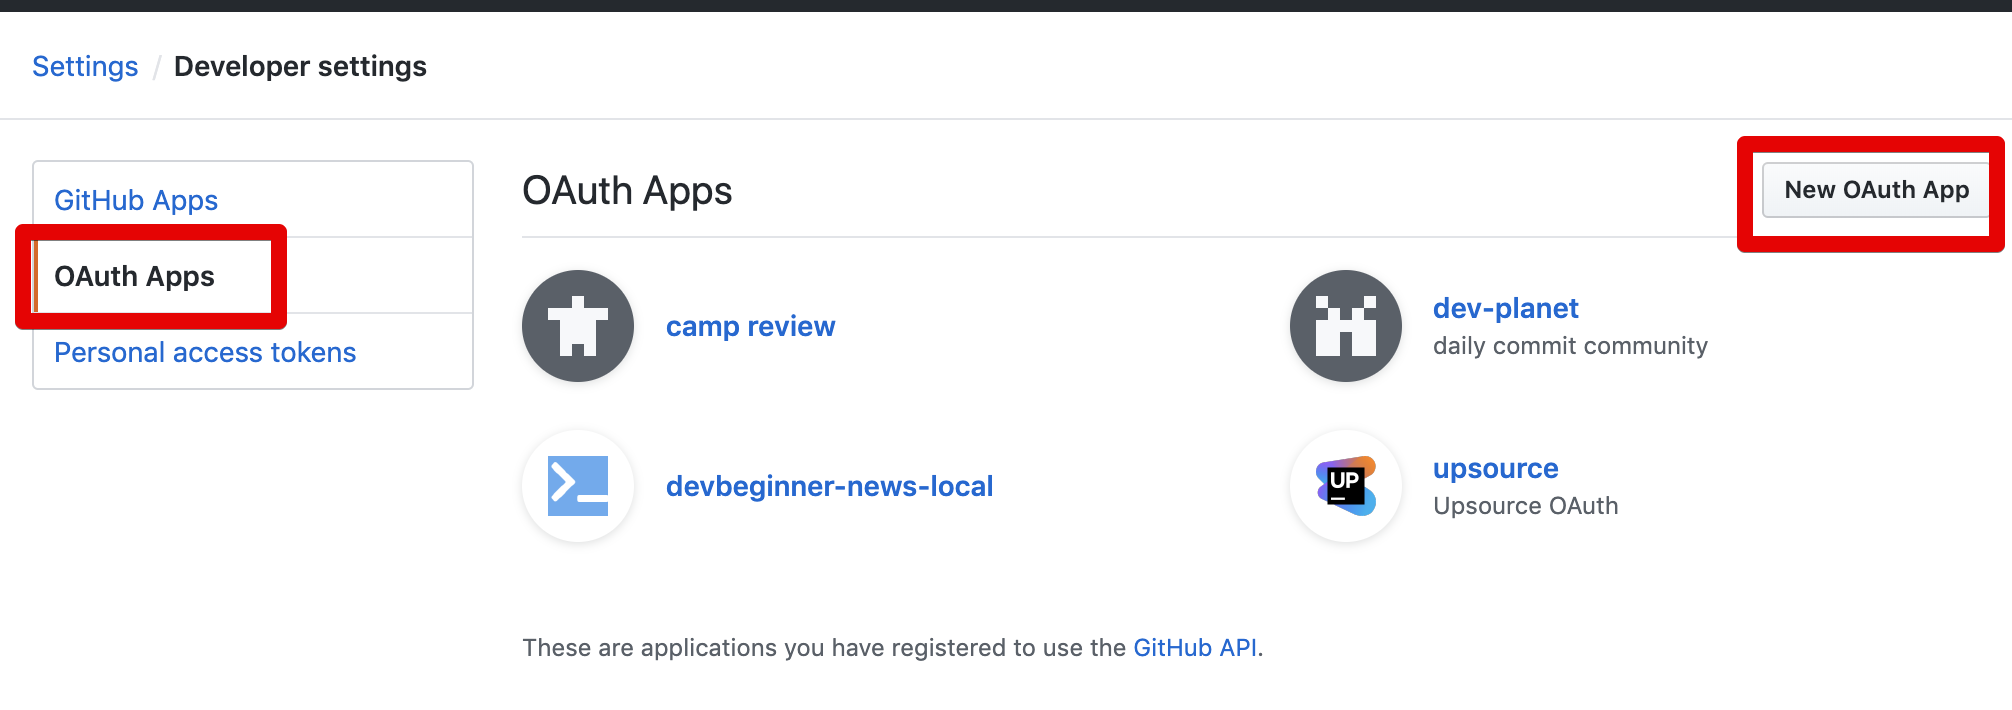 Settings / Developer settings
GitHub Apps
OAuth Apps
Personal access tokens
OAuth Apps
New OAuth App
camp review
dev-planet
daily commit community
devbeginner-news-local
UP
upsource
Upsource OAuth
These are applications you have registered to use the GitHub API.